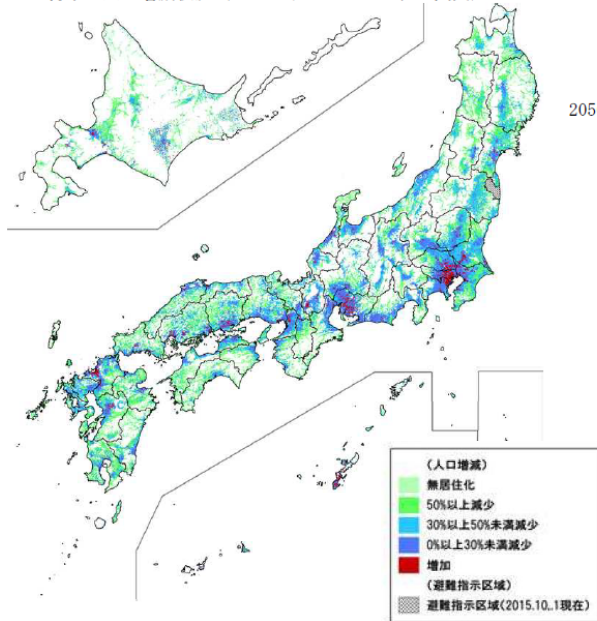 205
(人口増減)
無居住化
50%以上減少
30%以上50%未満減少
0%以上30%未満減少
増加
(避難指示区域)
避難指示区域(2015.10,.1現在)